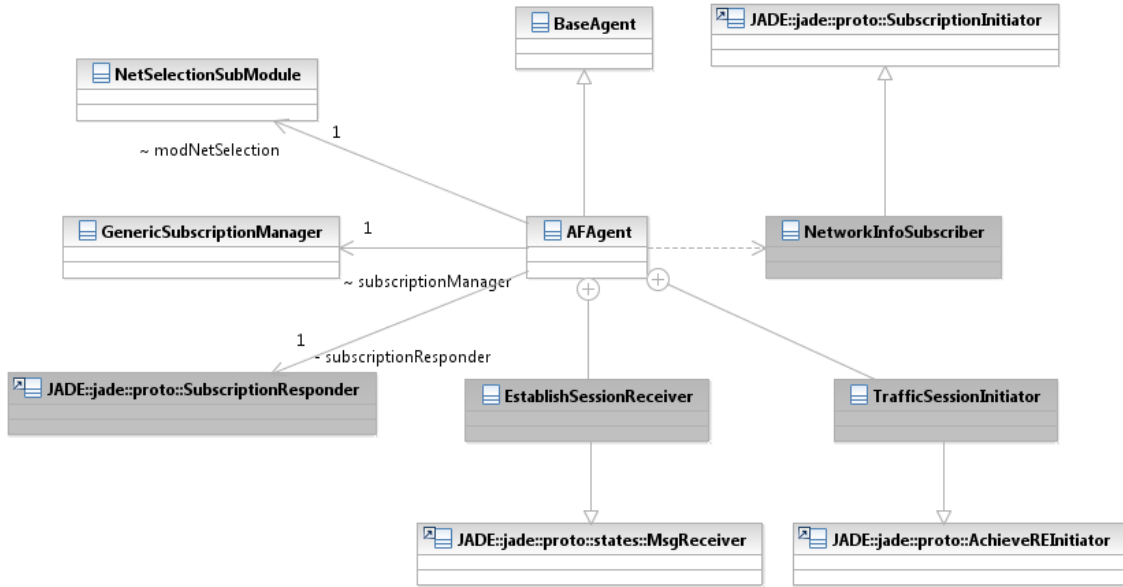 BaseAgent
JADE::jade::proto::SubscriptionInitiator
NetSelectionSubModule
1
~ modNetSelection
GenericSubscriptionManager
1
AFAgent
NetworkInfoSubscriber
~ subscriptionManager
1
- subscriptionResponder
JADE::jade::proto::SubscriptionResponder
EstablishSessionReceiver
TrafficSessionInitiator
JADE::jade::proto::states::MsgReceiver
JADE::jade::proto::AchieveREInitiator